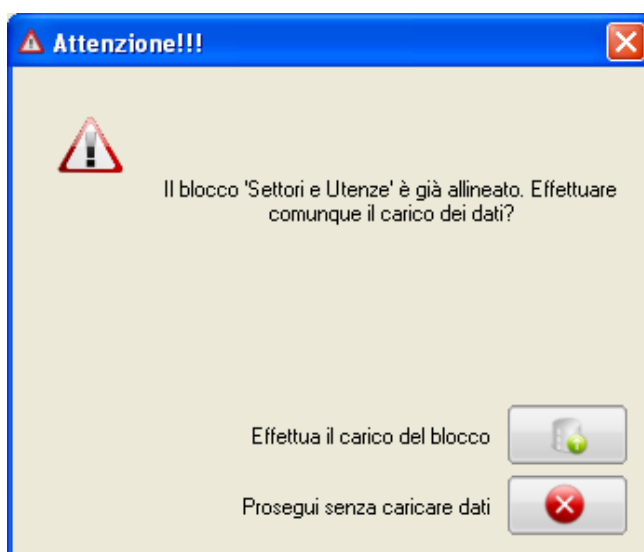 Attenzione!!!
Il blocco 'Settori e Utenze' è già allineato. Effettuare
comunque il carico dei dati?
Effettua il carico del blocco
Prosegui senza caricare dati